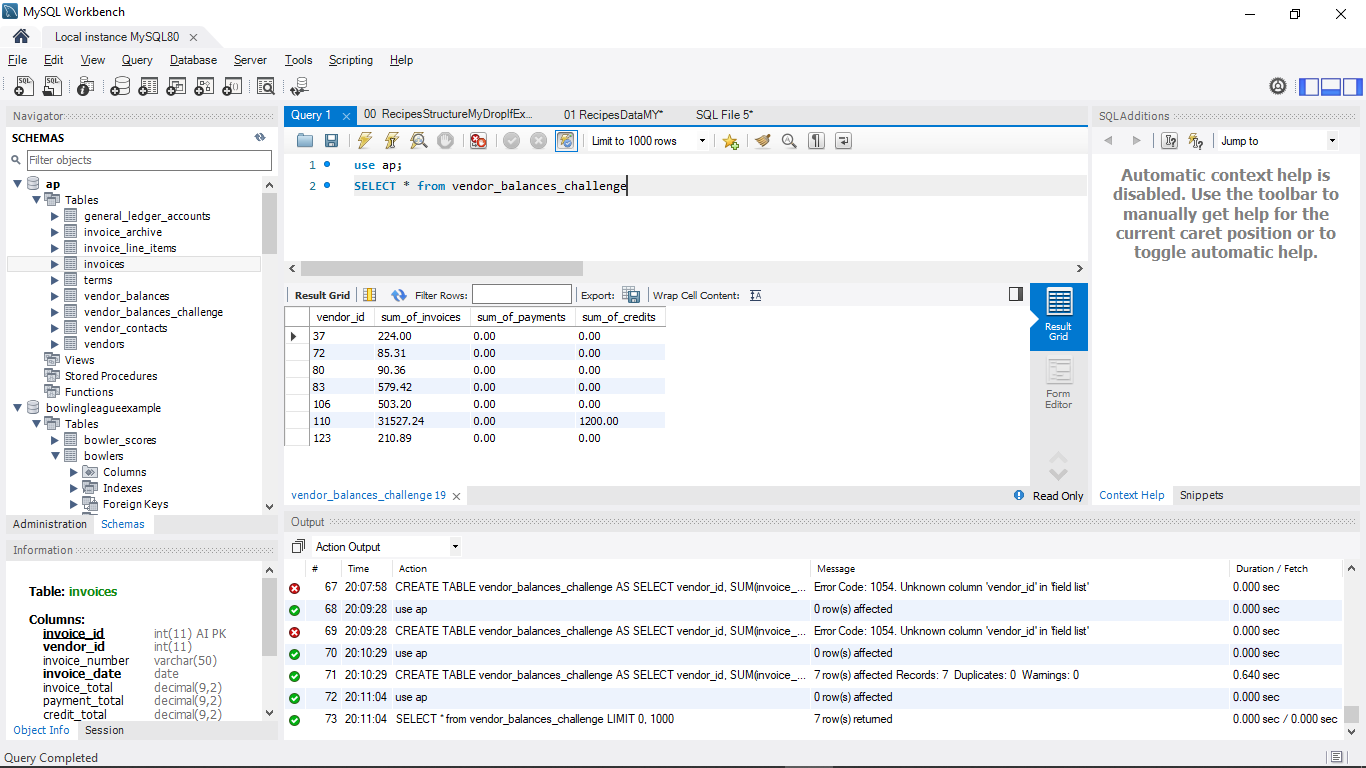 MySQL Workbench
Local instance MySQL80
File Edit View Query Database Server Tools Scripting Help
Navigator
SCHEMAS
Filter objects
ap
Tables
general_ledger_accounts
invoice_archive
invoice_line_items
invoices
terms
vendor_balances
vendor_balances_challenge
vendor_contacts
vendors
Views
Stored Procedures
Functions
bowlingleagueexample
Tables
bowler_scores
bowlers
Columns
Indexes
Foreign Keys
Administration Schemas
Information
Table: invoices
Columns:
invoice_id int(11) AI PK
vendor_id int(11)
invoice_number varchar(50)
invoice_date date
invoice_total decimal(9,2)
payment_total decimal(9,2)
credit_total decimal(9,2)
Object Info Session
Query 1 00 RecipesStructureMyDropIfEx... 01 RecipesDataMY* SQL File 5*
Limit to 1000 rows
1 use ap;
2 SELECT * from vendor_balances_challenge
Result Grid Filter Rows: Export: Wrap Cell Content:
vendor_id sum_of_invoices sum_of_payments sum_of_credits
37 224.00 0.00 0.00
72 85.31 0.00 0.00
80 90.36 0.00 0.00
83 579.42 0.00 0.00
106 503.20 0.00 0.00
110 31527.24 0.00 1200.00
123 210.89 0.00 0.00
Result
Grid
Form
Editor
vendor_balances_challenge 19
Read Only
SQLAdditions
Jump to
Automatic context help is
disabled. Use the toolbar to
manually get help for the
current caret position or to
toggle automatic help.
Context Help Snippets
Output
Action Output
# Time Action Message Duration / Fetch
67 20:07:58 CREATE TABLE vendor_balances_challenge AS SELECT vendor_id, SUM(invoice_... Error Code: 1054. Unknown column 'vendor_id' in 'field list' 0.000 sec
68 20:09:28 use ap 0 row(s) affected 0.000 sec
69 20:09:28 CREATE TABLE vendor_balances_challenge AS SELECT vendor_id, SUM(invoice_... Error Code: 1054. Unknown column 'vendor_id' in 'field list' 0.000 sec
70 20:10:29 use ap 0 row(s) affected 0.000 sec
71 20:10:29 CREATE TABLE vendor_balances_challenge AS SELECT vendor_id, SUM(invoice_... 7 row(s) affected Records: 7 Duplicates: 0 Warnings: 0 0.640 sec
72 20:11:04 use ap 0 row(s) affected 0.000 sec
73 20:11:04 SELECT * from vendor_balances_challenge LIMIT 0, 1000 7 row(s) returned 0.000 sec / 0.000 sec
Query Completed